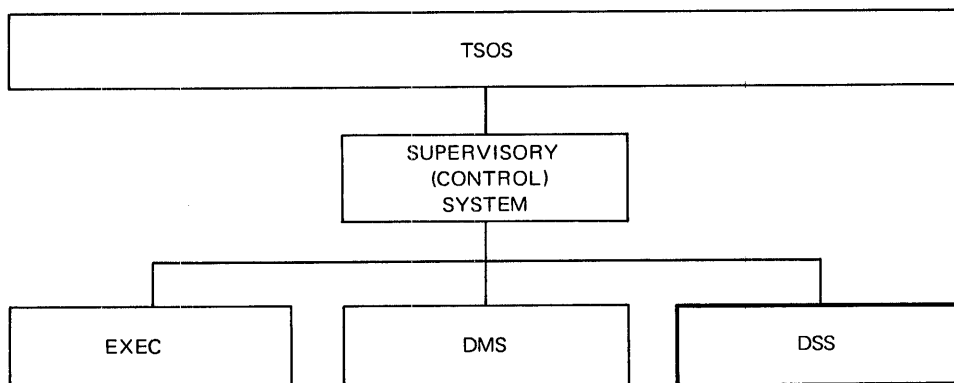 TSOS
SUPERVISORY
(CONTROL)
SYSTEM
EXEC
DMS
DSS